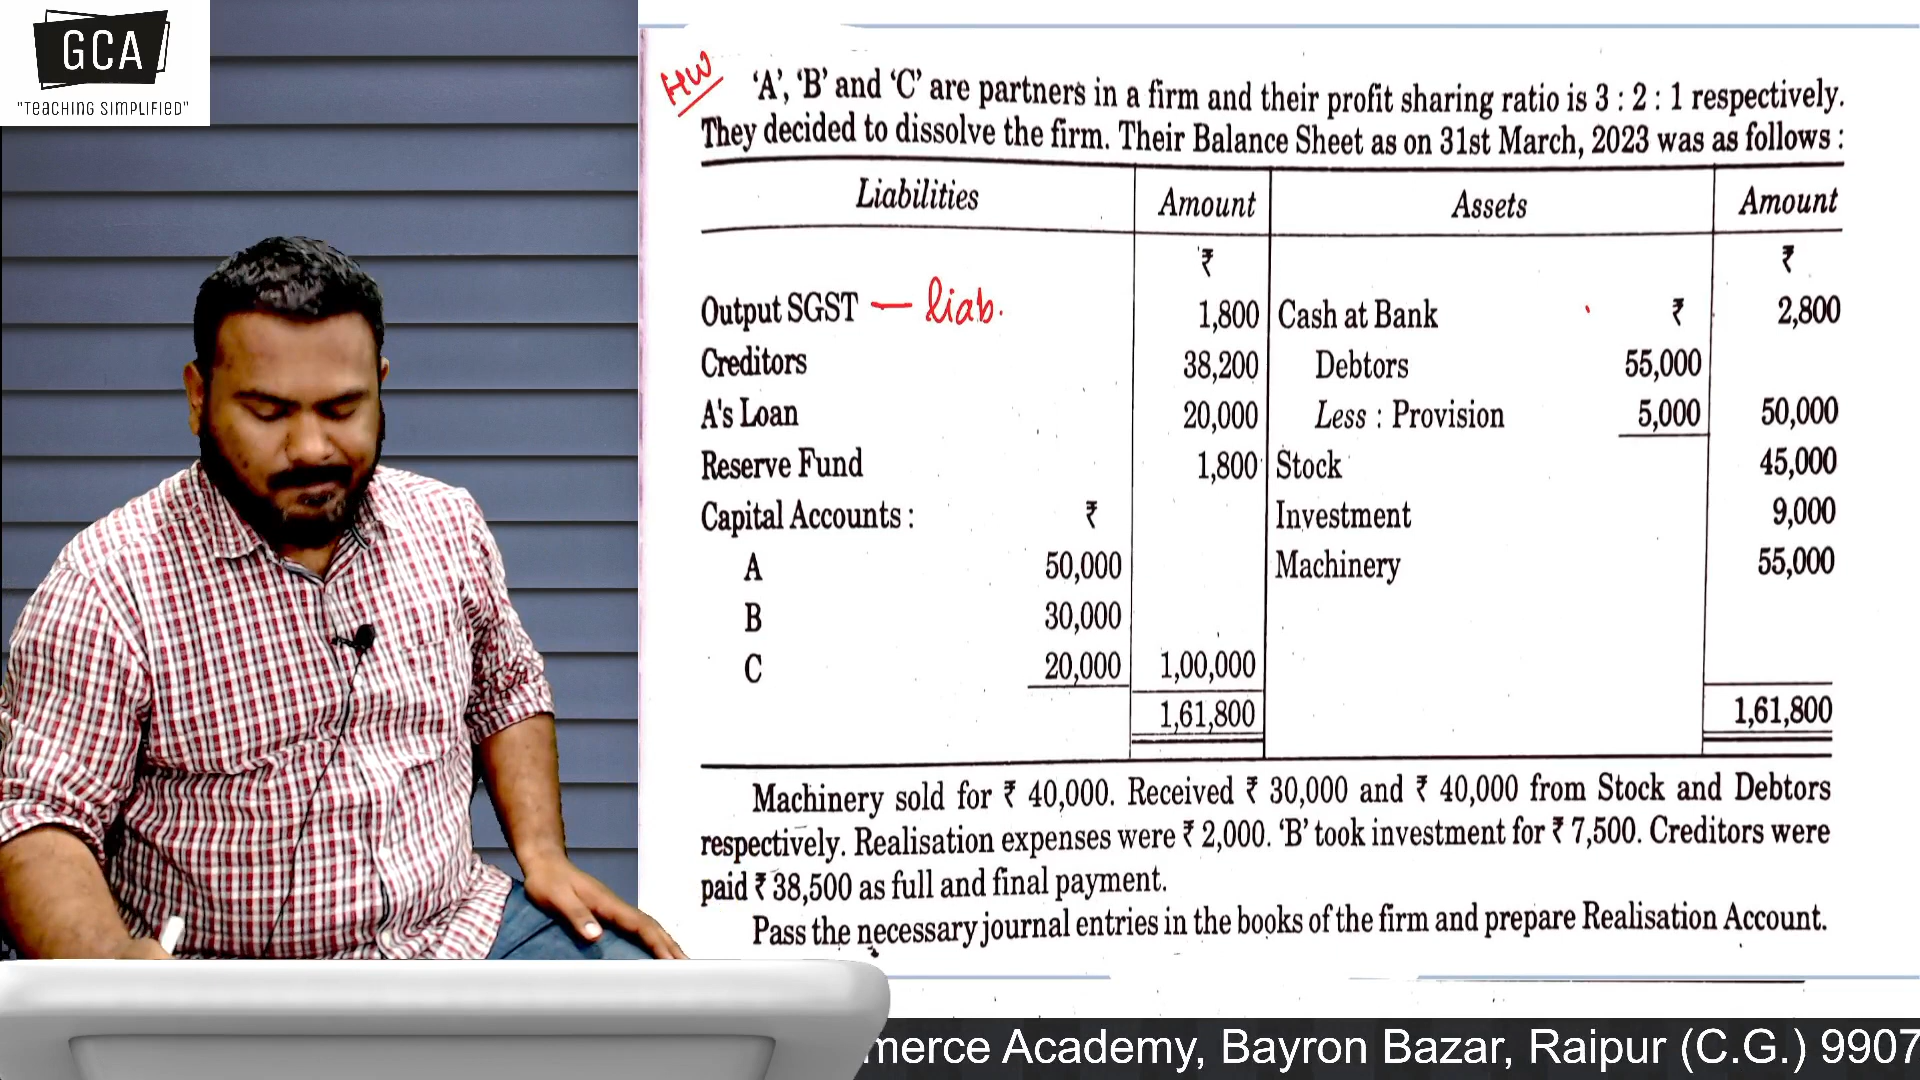 GCA
"TEACHING SIMPLIFIED"
HW
‘A’, ‘B’ and ‘C’ are partners in a firm and their profit sharing ratio is 3 : 2 : 1 respectively.
They decided to dissolve the firm. Their Balance Sheet as on 31st March, 2023 was as follows :
Liabilities Amount Assets Amount
₹ ₹
Output SGST — liab. 1,800 Cash at Bank ₹ 2,800
Creditors 38,200 Debtors 55,000
A's Loan 20,000 Less : Provision 5,000 50,000
Reserve Fund 1,800 Stock 45,000
Capital Accounts : ₹ Investment 9,000
A 50,000 Machinery 55,000
B 30,000
C 20,000 1,00,000
1,61,800 1,61,800
Machinery sold for ₹ 40,000. Received ₹ 30,000 and ₹ 40,000 from Stock and Debtors
respectively. Realisation expenses were ₹ 2,000. ‘B’ took investment for ₹ 7,500. Creditors were
paid ₹ 38,500 as full and final payment.
Pass the necessary journal entries in the books of the firm and prepare Realisation Account.
merce Academy, Bayron Bazar, Raipur (C.G.) 9907